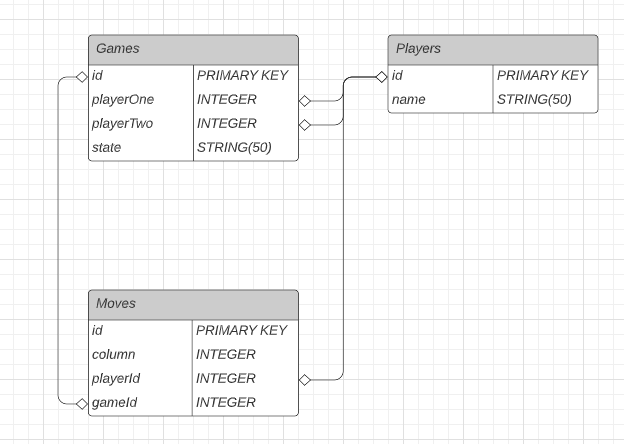 Games
id PRIMARY KEY
playerOne INTEGER
playerTwo INTEGER
state STRING(50)
Players
id PRIMARY KEY
name STRING(50)
Moves
id PRIMARY KEY
column INTEGER
playerId INTEGER
gameId INTEGER